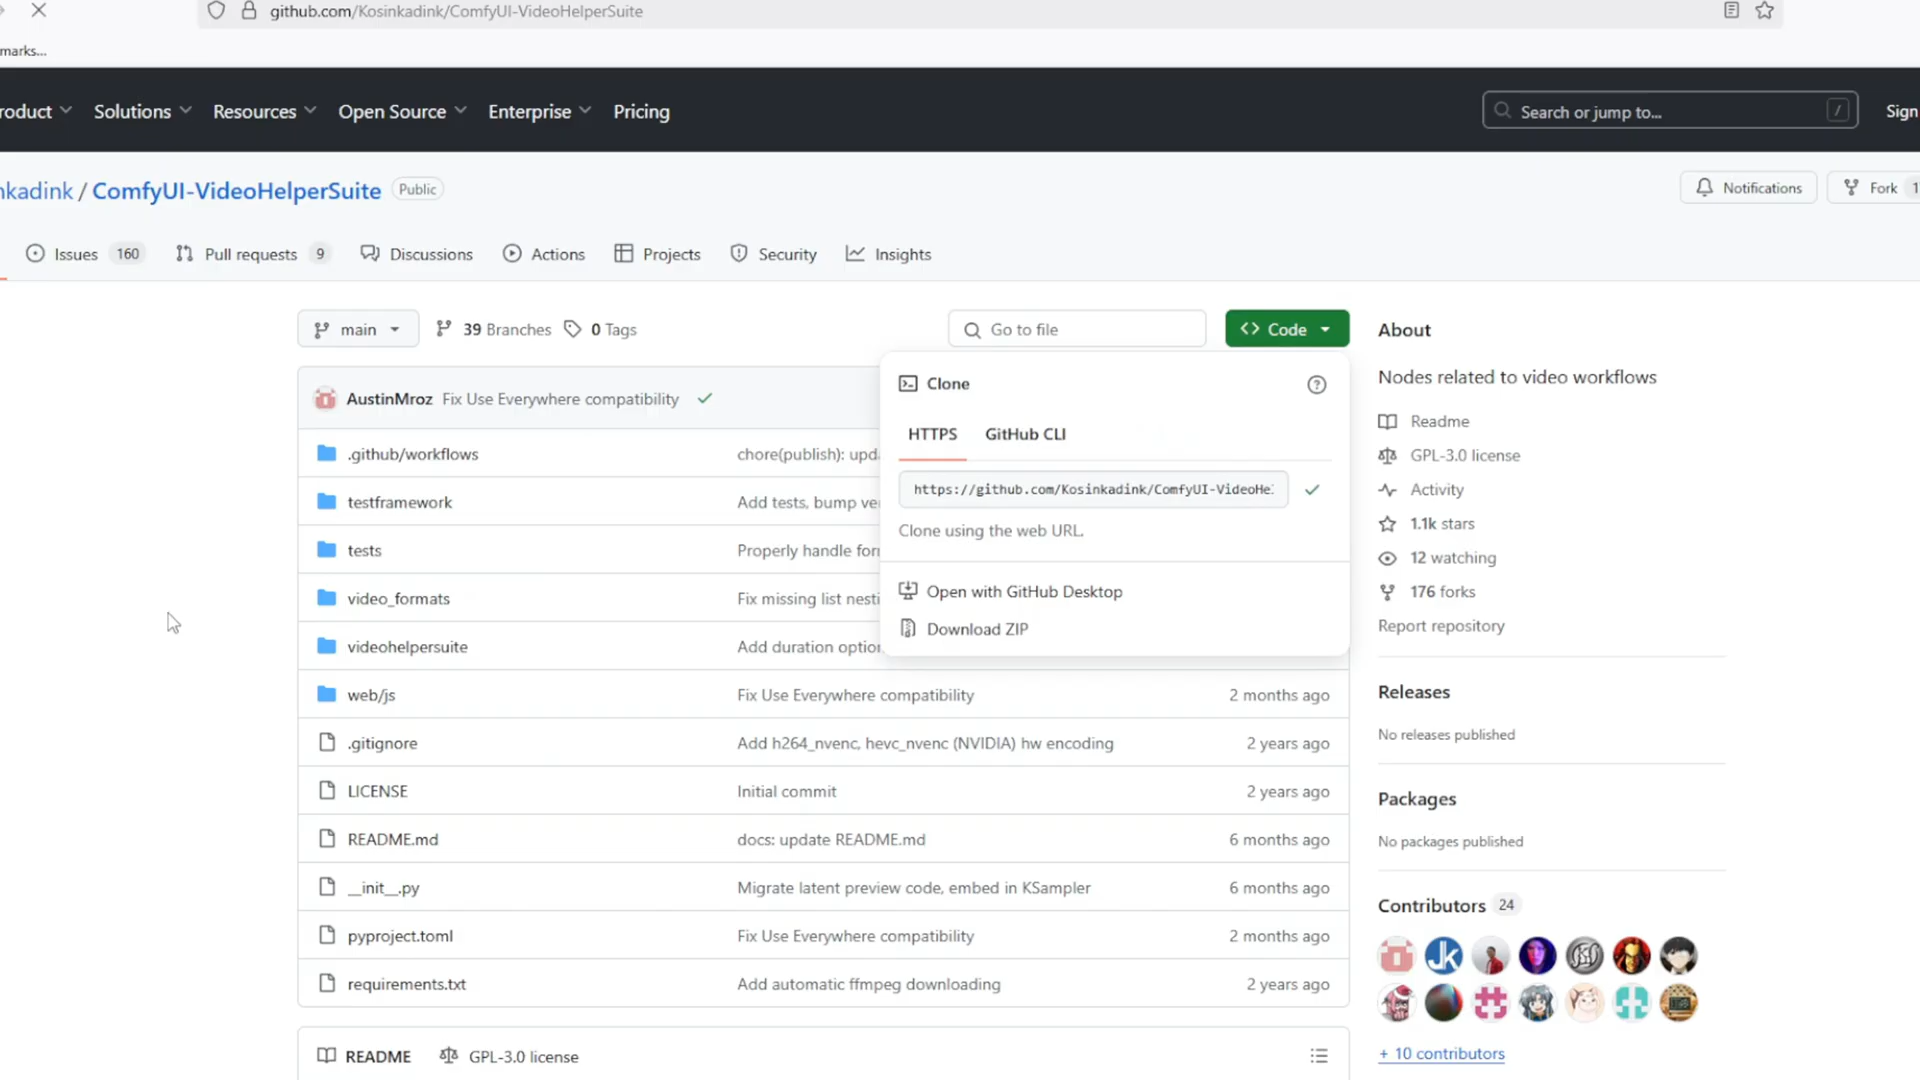 github.com/Kosinkadink/ComfyUI-VideoHelperSuite
marks...
roduct Solutions Resources Open Source Enterprise Pricing
Search or jump to... /
Sign
nkadink / ComfyUI-VideoHelperSuite Public
Notifications
Fork 1
Issues 160 Pull requests 9 Discussions Actions Projects Security Insights
main 39 Branches 0 Tags
Go to file
Code
AustinMroz Fix Use Everywhere compatibility
.github/workflows chore(publish): upda
testframework Add tests, bump ve
tests Properly handle for
video_formats Fix missing list nesti
videohelpersuite Add duration option
web/js Fix Use Everywhere compatibility 2 months ago
.gitignore Add h264_nvenc, hevc_nvenc (NVIDIA) hw encoding 2 years ago
LICENSE Initial commit 2 years ago
README.md docs: update README.md 6 months ago
__init__.py Migrate latent preview code, embed in KSampler 6 months ago
pyproject.toml Fix Use Everywhere compatibility 2 months ago
requirements.txt Add automatic ffmpeg downloading 2 years ago
README GPL-3.0 license
Clone
HTTPS GitHub CLI
https://github.com/Kosinkadink/ComfyUI-VideoHe
Clone using the web URL.
Open with GitHub Desktop
Download ZIP
About
Nodes related to video workflows
Readme
GPL-3.0 license
Activity
1.1k stars
12 watching
176 forks
Report repository
Releases
No releases published
Packages
No packages published
Contributors 24
JK
+ 10 contributors